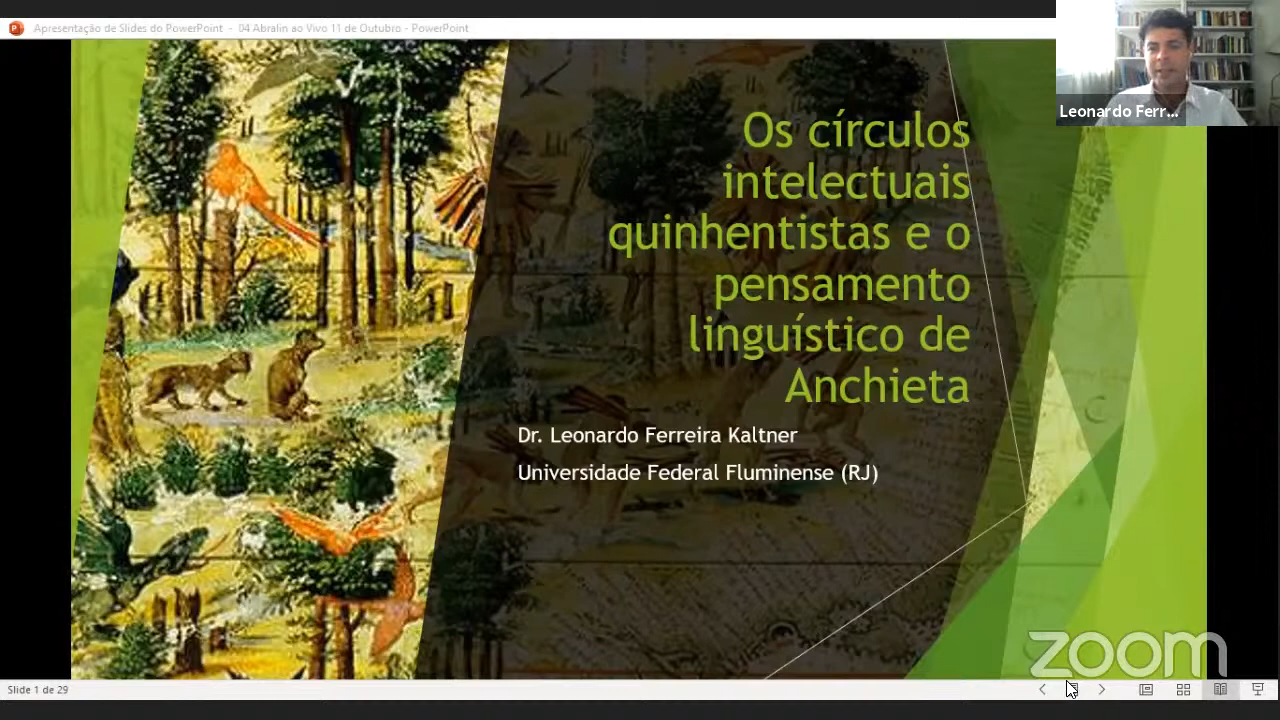 Apresentação de Slides do PowerPoint - 04 Abralin ao Vivo 11 de Outubro - PowerPoint
Leonardo Ferr...
Os círculos
intelectuais
quinhentistas e o
pensamento
linguístico de
Anchieta
Dr. Leonardo Ferreira Kaltner
Universidade Federal Fluminense (RJ)
zoom
Slide 1 de 29